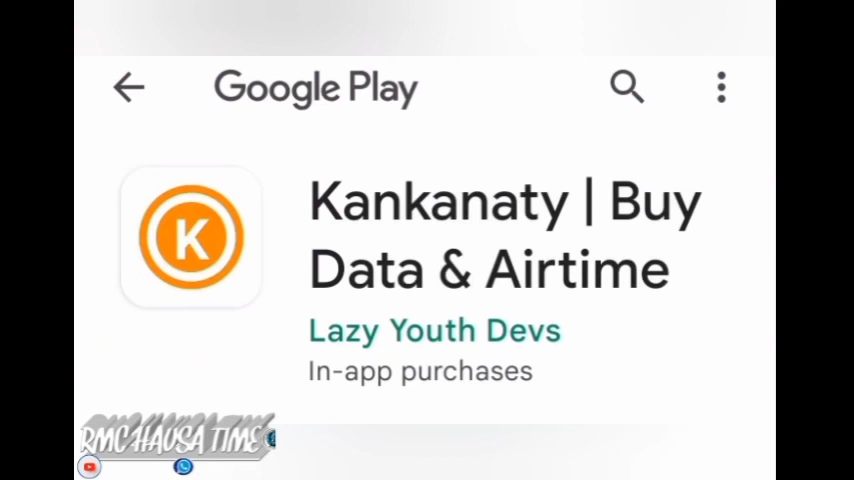 Google Play
K
Kankanaty | Buy
Data & Airtime
Lazy Youth Devs
In-app purchases
RMC HAUSA TIME